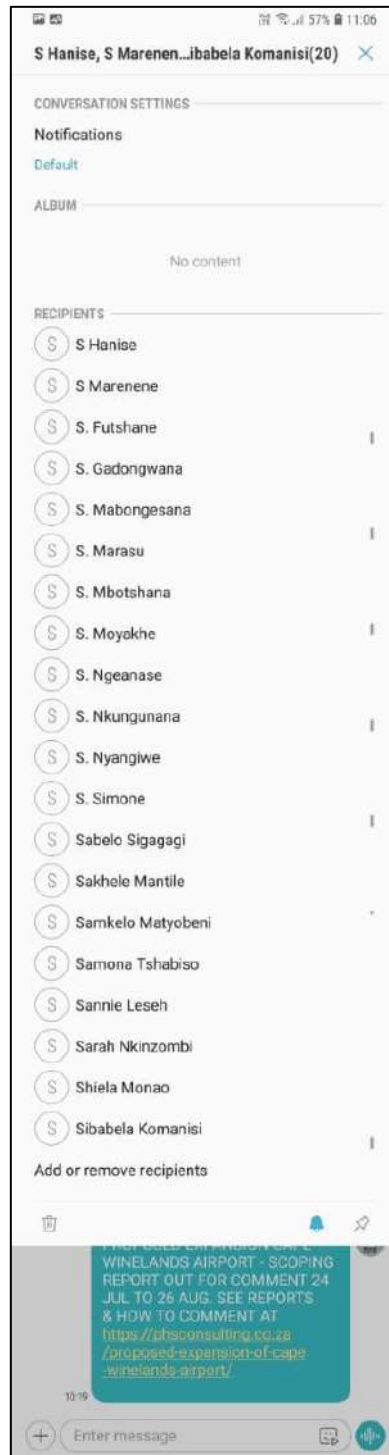 57% 11:06
S Hanise, S Marenen...ibabela Komanisi(20)
CONVERSATION SETTINGS
Notifications
Default
ALBUM
No content
RECIPIENTS
S S Hanise
S S Marenene
S S. Futshane
S S. Gadongwana
S S. Mabongesana
S S. Marasu
S S. Mbotshana
S S. Moyakhe
S S. Ngeanase
S S. Nkungunana
S S. Nyangiwe
S S. Simone
S Sabelo Sigagagi
S Sakhele Mantile
S Samkelo Matyobeni
S Samona Tshabiso
S Sannie Leseh
S Sarah Nkinzombi
S Shiela Monao
S Sibabela Komanisi
Add or remove recipients
PROPOSED EXPANSION CAPE
WINELANDS AIRPORT - SCOPING
REPORT OUT FOR COMMENT 24
JUL TO 26 AUG. SEE REPORTS
& HOW TO COMMENT AT
https://phsconsulting.co.za
/proposed-expansion-of-cape
-winelands-airport/
10:19
Enter message